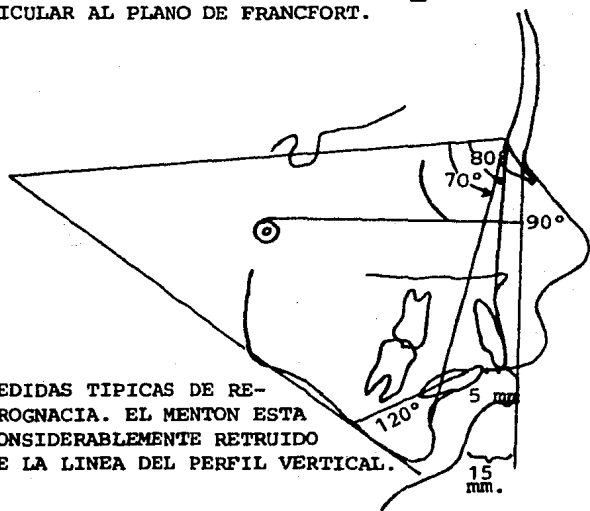 ICULAR AL PLANO DE FRANCFORT.
80°
70°
90°
EDIDAS TIPICAS DE RE-
ROGNACIA. EL MENTON ESTA
ONSIDERABLEMENTE RETRUIDO
E LA LINEA DEL PERFIL VERTICAL.
120°
5 mm
15
mm.